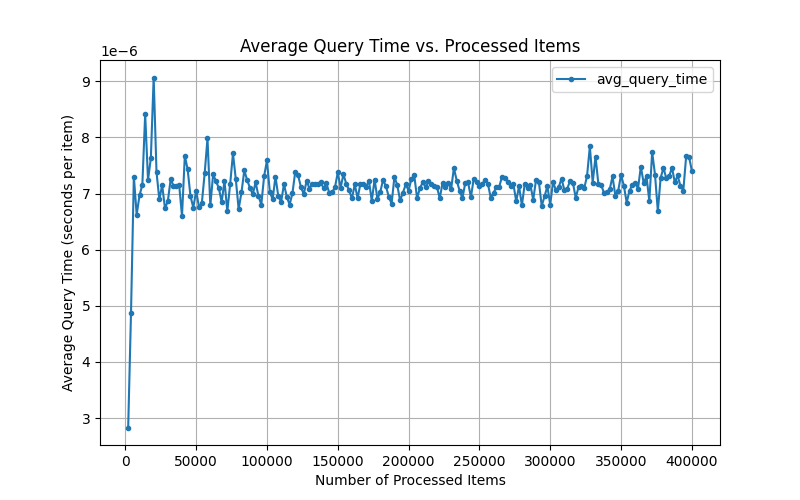 Average Query Time vs. Processed Items
1e−6
avg_query_time
9
8
7
6
5
4
3
Average Query Time (seconds per item)
0 50000 100000 150000 200000 250000 300000 350000 400000
Number of Processed Items